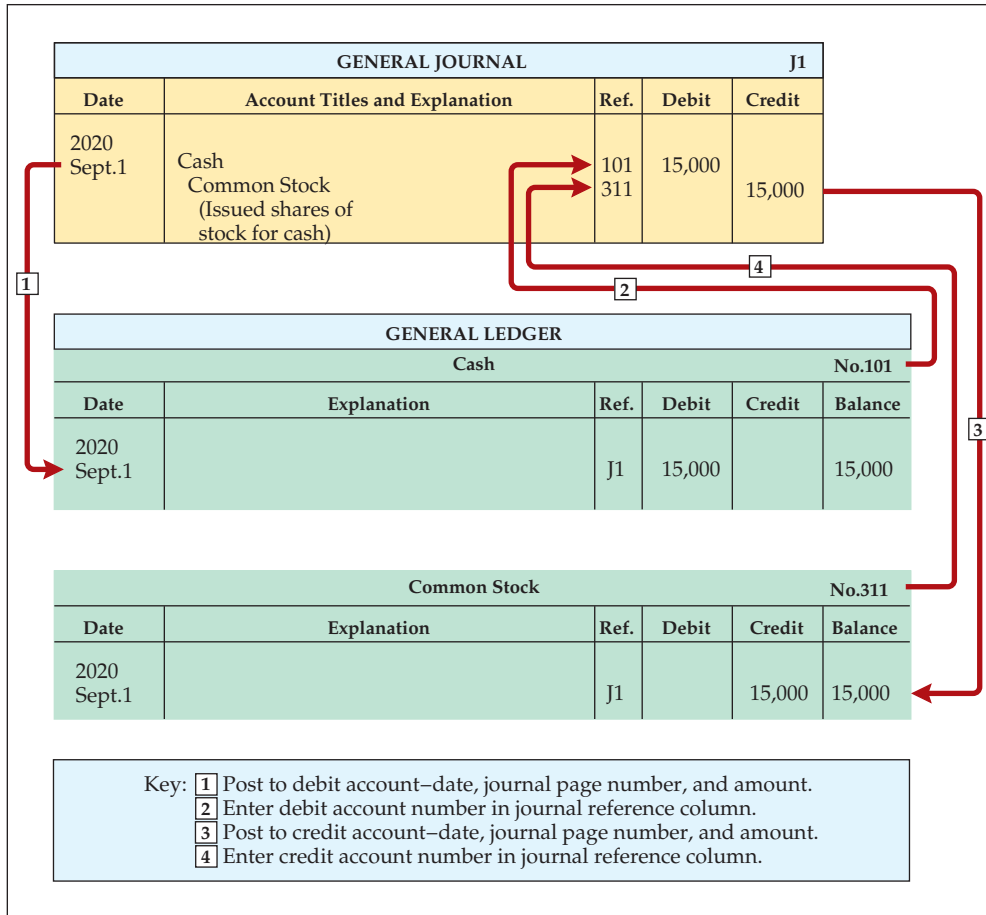 GENERAL JOURNAL J1
Date Account Titles and Explanation Ref. Debit Credit
2020
Sept.1 Cash 101 15,000
Common Stock 311 15,000
(Issued shares of
stock for cash)
4
1
2
GENERAL LEDGER
Cash No.101
Date Explanation Ref. Debit Credit Balance
3
2020
Sept.1 J1 15,000 15,000
Common Stock No.311
Date Explanation Ref. Debit Credit Balance
2020
Sept.1 J1 15,000 15,000
Key: 1 Post to debit account–date, journal page number, and amount.
2 Enter debit account number in journal reference column.
3 Post to credit account–date, journal page number, and amount.
4 Enter credit account number in journal reference column.